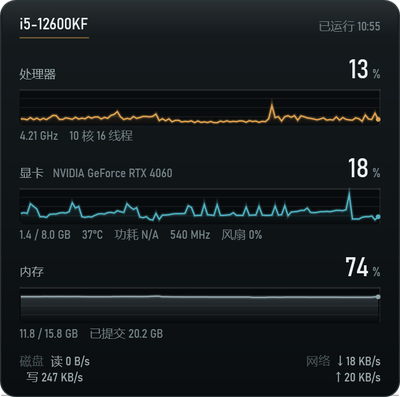 i5-12600KF 已运行 10:55
处理器 13 %
4.21 GHz 10 核 16 线程
显卡 NVIDIA GeForce RTX 4060 18 %
1.4 / 8.0 GB 37°C 功耗 N/A 540 MHz 风扇 0%
内存 74 %
11.8 / 15.8 GB 已提交 20.2 GB
磁盘 读 0 B/s 网络 ↓18 KB/s
写 247 KB/s ↑20 KB/s